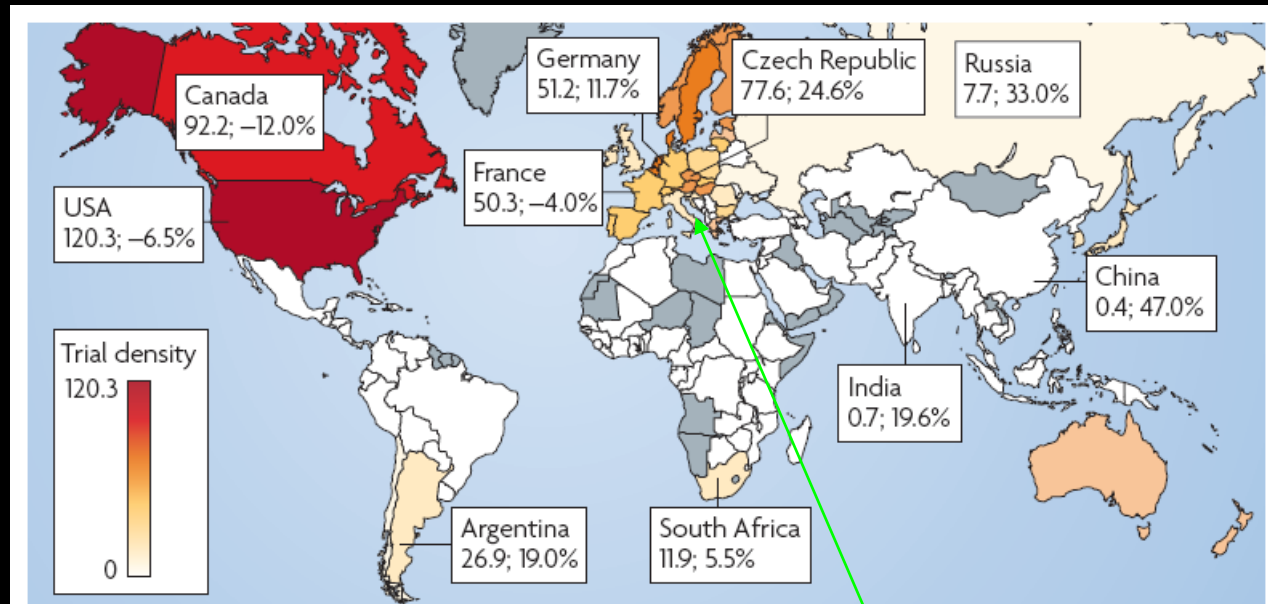 Germany
51.2; 11.7%
Czech Republic
77.6; 24.6%
Russia
7.7; 33.0%
Canada
92.2; –12.0%
France
50.3; –4.0%
USA
120.3; –6.5%
China
0.4; 47.0%
Trial density
120.3
0
India
0.7; 19.6%
Argentina
26.9; 19.0%
South Africa
11.9; 5.5%